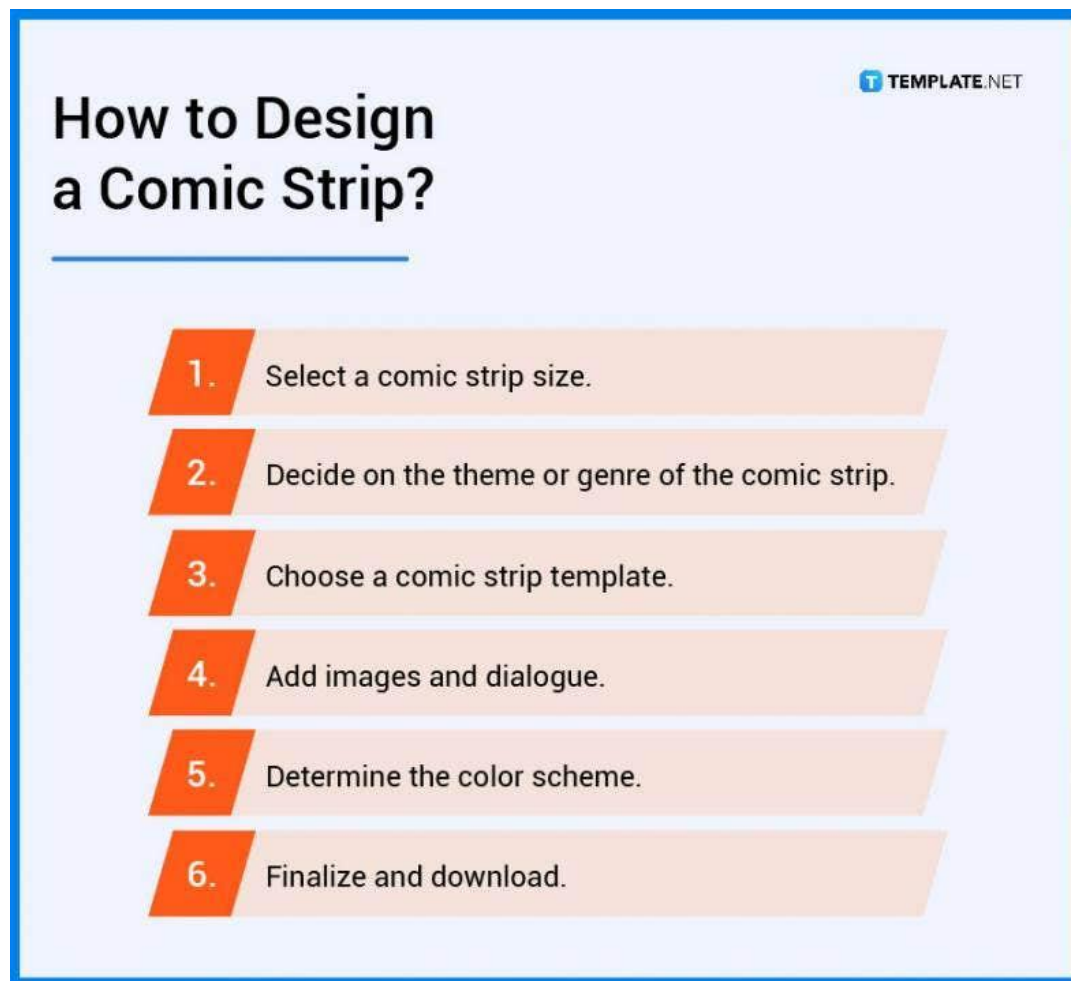 TEMPLATE.NET
How to Design
a Comic Strip?
1. Select a comic strip size.
2. Decide on the theme or genre of the comic strip.
3. Choose a comic strip template.
4. Add images and dialogue.
5. Determine the color scheme.
6. Finalize and download.